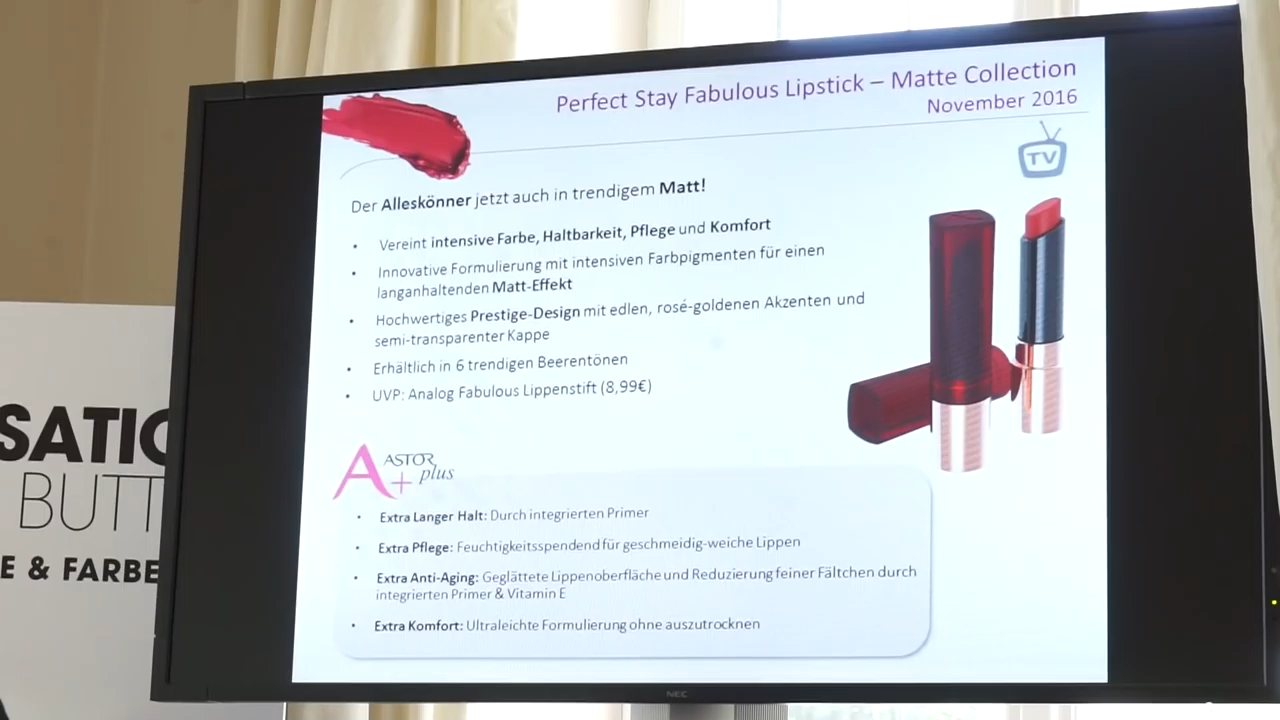 Perfect Stay Fabulous Lipstick – Matte Collection
November 2016
TV
Der Alleskönner jetzt auch in trendigem Matt!
• Vereint intensive Farbe, Haltbarkeit, Pflege und Komfort
• Innovative Formulierung mit intensiven Farbpigmenten für einen
langanhaltenden Matt-Effekt
• Hochwertiges Prestige-Design mit edlen, rosé-goldenen Akzenten und
semi-transparenter Kappe
• Erhältlich in 6 trendigen Beerentönen
• UVP: Analog Fabulous Lippenstift (8,99€)
A+ ASTOR
plus
• Extra Langer Halt: Durch integrierten Primer
• Extra Pflege: Feuchtigkeitsspendend für geschmeidig-weiche Lippen
• Extra Anti-Aging: Geglättete Lippenoberfläche und Reduzierung feiner Fältchen durch
integrierten Primer & Vitamin E
• Extra Komfort: Ultraleichte Formulierung ohne auszutrocknen
SATIO
BUTT
E & FARBE
NEC